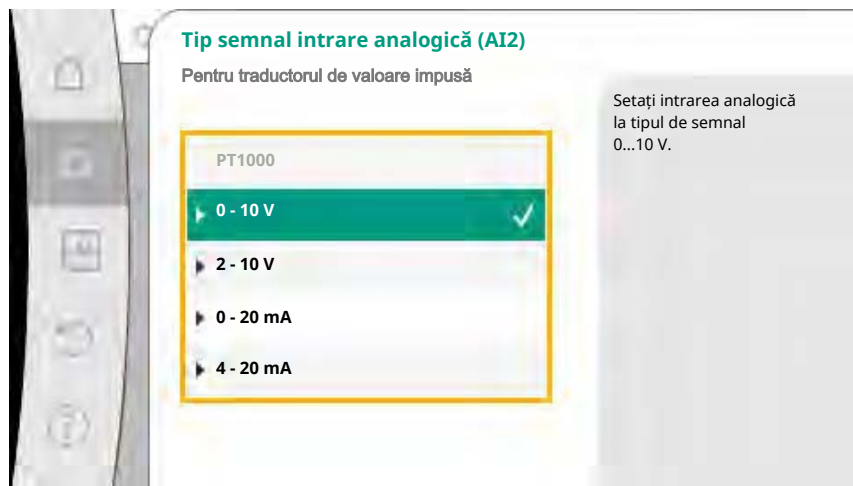 Tip semnal intrare analogică (AI2)
Pentru traductorul de valoare impusă
PT1000
0 - 10 V
2 - 10 V
0 - 20 mA
4 - 20 mA
Setați intrarea analogică
la tipul de semnal
0...10 V.